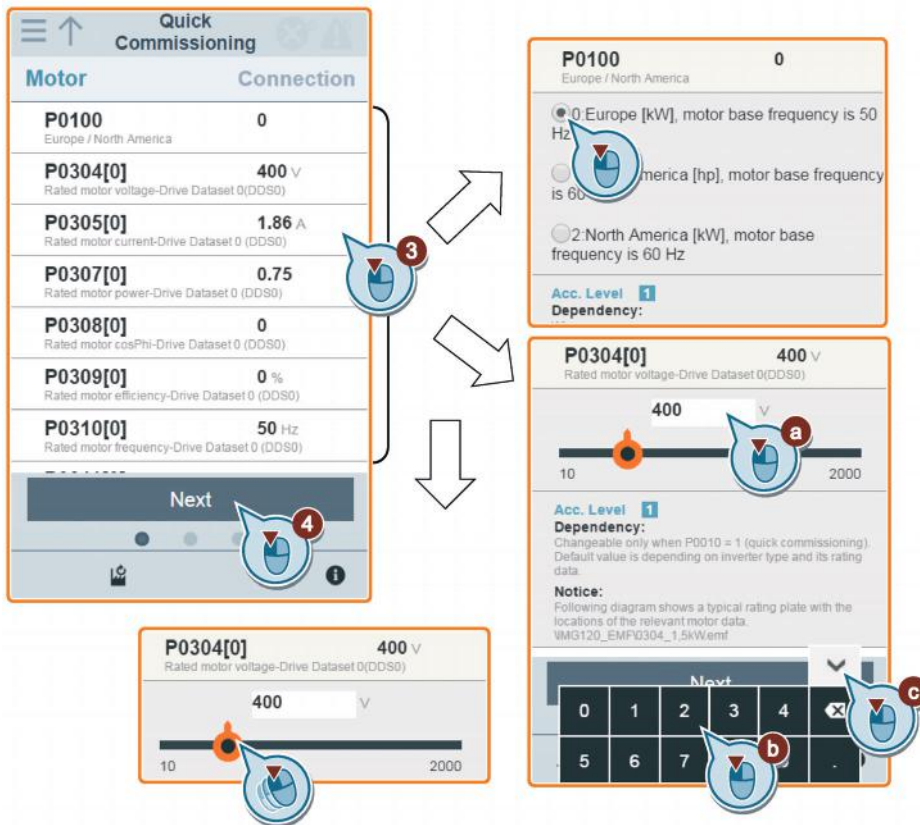 Quick
Commissioning
Motor Connection
P0100 0
Europe / North America
P0304[0] 400 V
Rated motor voltage-Drive Dataset 0(DDS0)
P0305[0] 1.86 A
Rated motor current-Drive Dataset 0 (DDS0)
P0307[0] 0.75
Rated motor power-Drive Dataset 0 (DDS0)
P0308[0] 0
Rated motor cosPhi-Drive Dataset 0 (DDS0)
P0309[0] 0 %
Rated motor efficiency-Drive Dataset 0 (DDS0)
P0310[0] 50 Hz
Rated motor frequency-Drive Dataset 0 (DDS0)
3
Next
4
P0100 0
Europe / North America
0:Europe [kW], motor base frequency is 50
Hz
merica [hp], motor base frequency
is 60
2:North America [kW], motor base
frequency is 60 Hz
Acc. Level 1
Dependency:
P0304[0] 400 V
Rated motor voltage-Drive Dataset 0(DDS0)
400 V
a
10 2000
Acc. Level 1
Dependency:
Changeable only when P0010 = 1 (quick commissioning).
Default value is depending on inverter type and its rating
data.
Notice:
Following diagram shows a typical rating plate with the
locations of the relevant motor data.
\IMG120_EMF\0304_1,5kW.emf
Next
c
0 1 2 3 4
b
5 6 7 .
P0304[0] 400 V
Rated motor voltage-Drive Dataset 0(DDS0)
400 V
10 2000